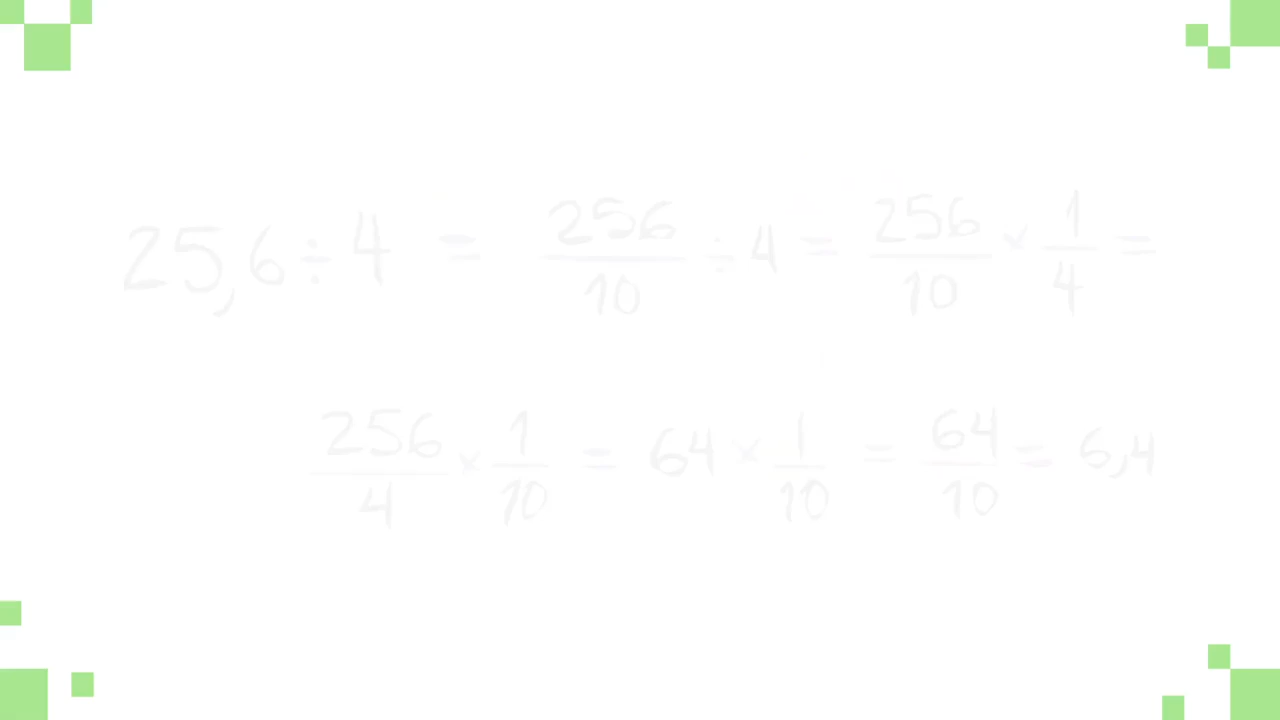 25,6 ÷ 4 = 256/10 ÷ 4 = 256/10 × 1/4 =
256/4 × 1/10 = 64 × 1/10 = 64/10 = 6,4